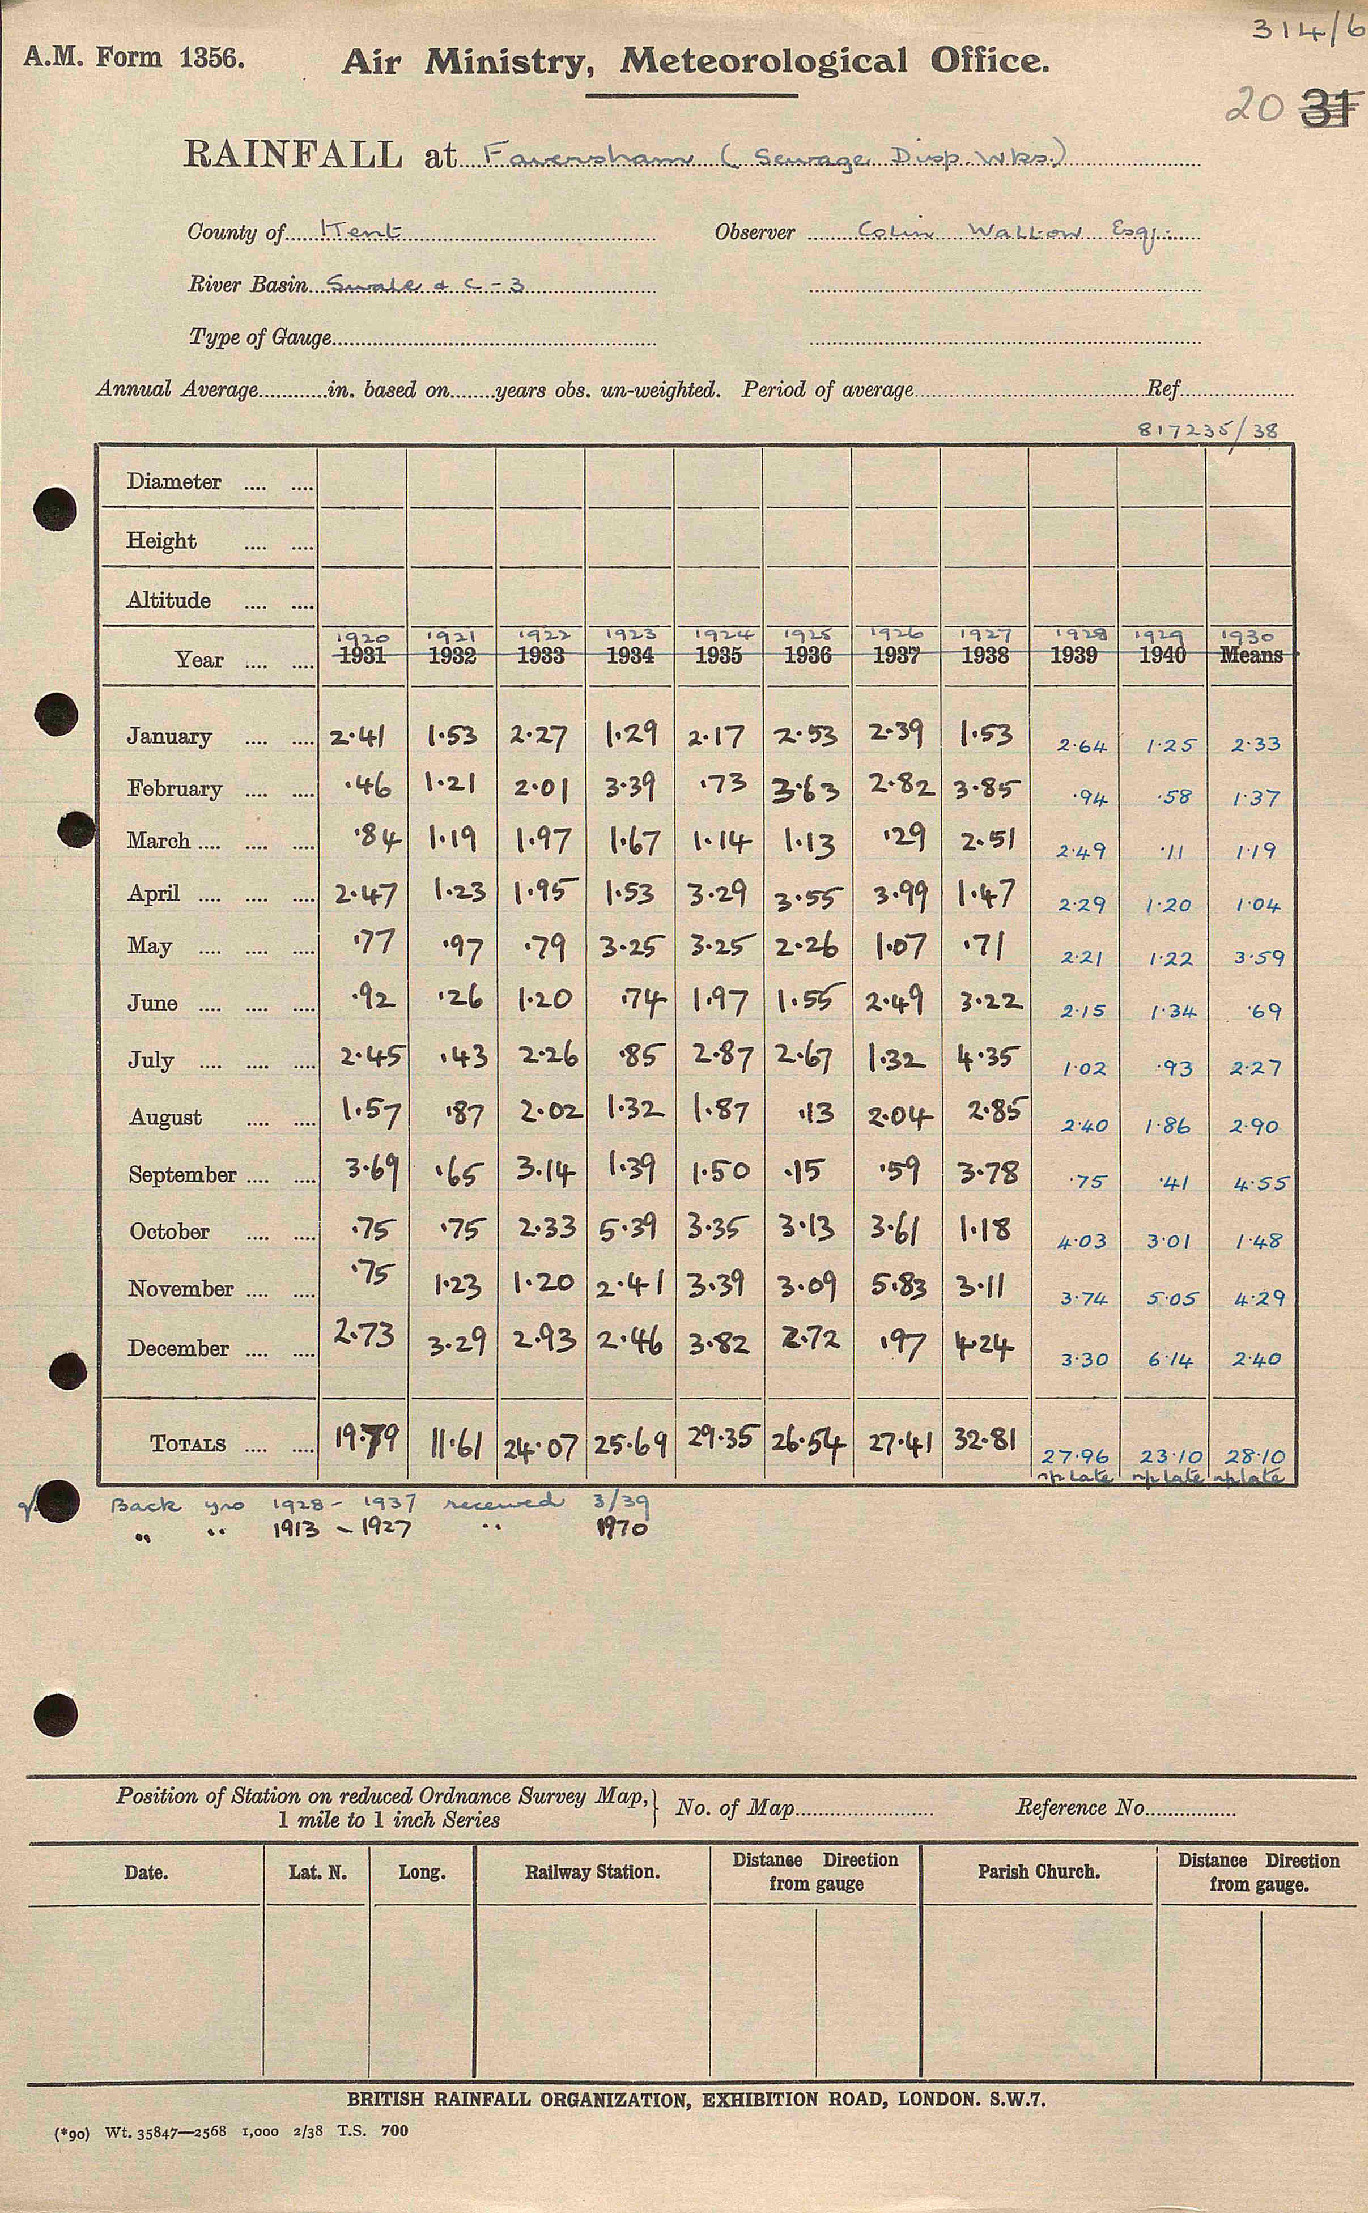 314/6
A.M. Form 1356. Air Ministry, Meteorological Office.
20 31
RAINFALL at Faversham (Sewage Disp. Wks.)
County of Kent Observer Colin Wallow Esq.
River Basin Swale & C - 3
Type of Gauge
Annual Average in. based on years obs. un-weighted. Period of average Ref
817235/38
Diameter
Height
Altitude
1920 1921 1922 1923 1924 1925 1926 1927 1928 1929 1930
Year 1931 1932 1933 1934 1935 1936 1937 1938 1939 1940 Means
January 2.41 1.53 2.27 1.29 2.17 2.53 2.39 1.53 2.64 1.25 2.33
February .46 1.21 2.01 3.39 .73 3.63 2.82 3.85 .94 .58 1.37
March .84 1.19 1.97 1.67 1.14 1.13 .29 2.51 2.49 .11 1.19
April 2.47 1.23 1.95 1.53 3.29 3.55 3.99 1.47 2.29 1.20 1.04
May .77 .97 .79 3.25 3.25 2.26 1.07 .71 2.21 1.22 3.59
June .92 .26 1.20 .74 1.97 1.55 2.49 3.22 2.15 1.34 .69
July 2.45 .43 2.26 .85 2.87 2.67 1.32 4.35 1.02 .93 2.27
August 1.57 .87 2.02 1.32 1.87 .13 2.04 2.85 2.40 1.86 2.90
September 3.69 .65 3.14 1.39 1.50 .15 .59 3.78 .75 .41 4.55
October .75 .75 2.33 5.39 3.35 3.13 3.61 1.18 4.03 3.01 1.48
November .75 1.23 1.20 2.41 3.39 3.09 5.83 3.11 3.74 5.05 4.29
December 2.73 3.29 2.93 2.46 3.82 2.72 .97 4.24 3.30 6.14 2.40
TOTALS 19.79 11.61 24.07 25.69 29.35 26.54 27.41 32.81 27.96 23.10 28.10
late late late
Back yrs 1928 - 1937 received 3/39
" " 1913 - 1927 " 1970
Position of Station on reduced Ordnance Survey Map, } No. of Map Reference No.
1 mile to 1 inch Series
Date. Lat. N. Long. Railway Station. Distance Direction from gauge Parish Church. Distance Direction from gauge.
BRITISH RAINFALL ORGANIZATION, EXHIBITION ROAD, LONDON. S.W.7.
(*90) Wt. 35847—2568 1,000 2/38 T.S. 700